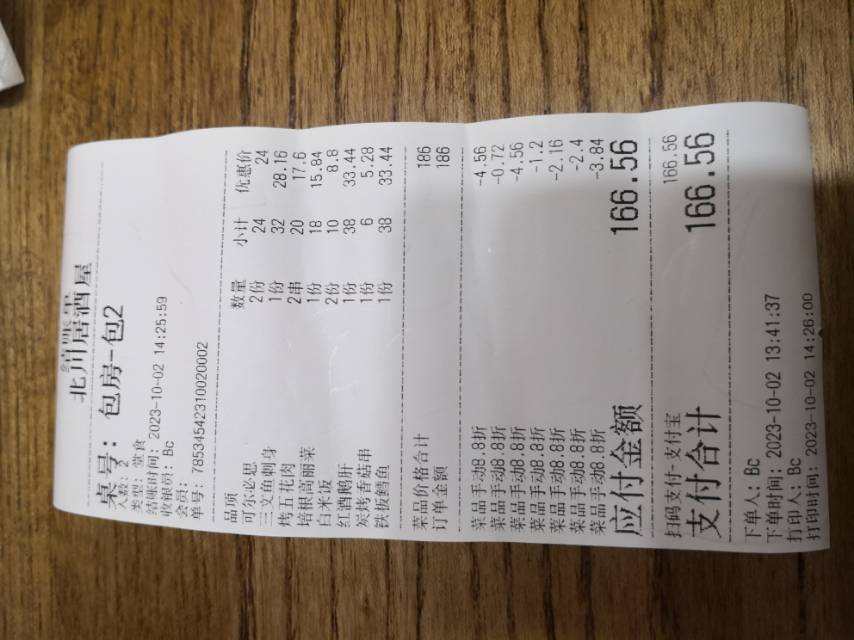 北川居酒屋
桌号：包房-包2
人数：2
类型：堂食
结账时间：2023-10-02 14:25:59
收银员：Bc
会员：
单号：78534542310020002
品项 数量 小计 优惠价
可尔必思 2份 24 24
三文鱼刺身 1份 32 28.16
烤五花肉 2串 20 17.6
培根高丽菜 1份 18 15.84
白米饭 2份 10 8.8
红酒鹅肝 1份 38 33.44
炭烤香菇串 1份 6 5.28
铁板鳕鱼 1份 38 33.44
菜品价格合计 186
订单金额 186
菜品手动8.8折 -4.56
菜品手动8.8折 -0.72
菜品手动8.8折 -4.56
菜品手动8.8折 -1.2
菜品手动8.8折 -2.16
菜品手动8.8折 -2.4
菜品手动8.8折 -3.84
应付金额 166.56
扫码支付-支付宝 166.56
支付合计 166.56
下单人：Bc
下单时间：2023-10-02 13:41:37
打印人：Bc
打印时间：2023-10-02 14:26:00